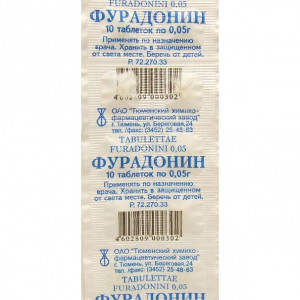 FURADONINI 0,05
ФУРАДОНИН
10 таблеток по 0,05г
Применять по назначению
врача. Хранить в защищенном
от света месте. Беречь от детей.
Р. 72.270.33
4602809000302
ОАО "Тюменский химико-
фармацевтический завод"
г.Тюмень, ул. Береговая,24
тел./факс: (3452) 25-48-63
TABULETTAE
FURADONINI 0,05
ФУРАДОНИН
10 таблеток по 0,05г
Применять по назначению
врача. Хранить в защищенном
от света месте. Беречь от детей.
Р. 72.270.33
4602809000302
ОАО "Тюменский химико-
фармацевтический завод"
г.Тюмень, ул. Береговая,24
тел./факс: (3452) 25-48-63
TABULETTAE
FURADONINI 0,05
ФУРАДОНИН